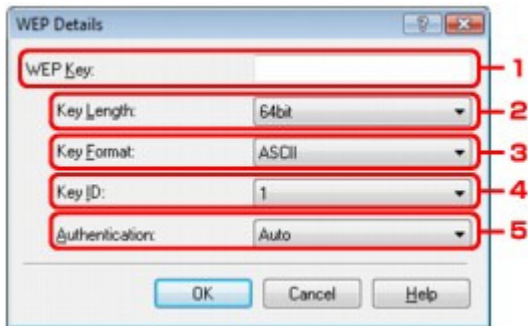 WEP Details
WEP Key: 1
Key Length: 64bit 2
Key Format: ASCII 3
Key ID: 1 4
Authentication: Auto 5
OK Cancel Help